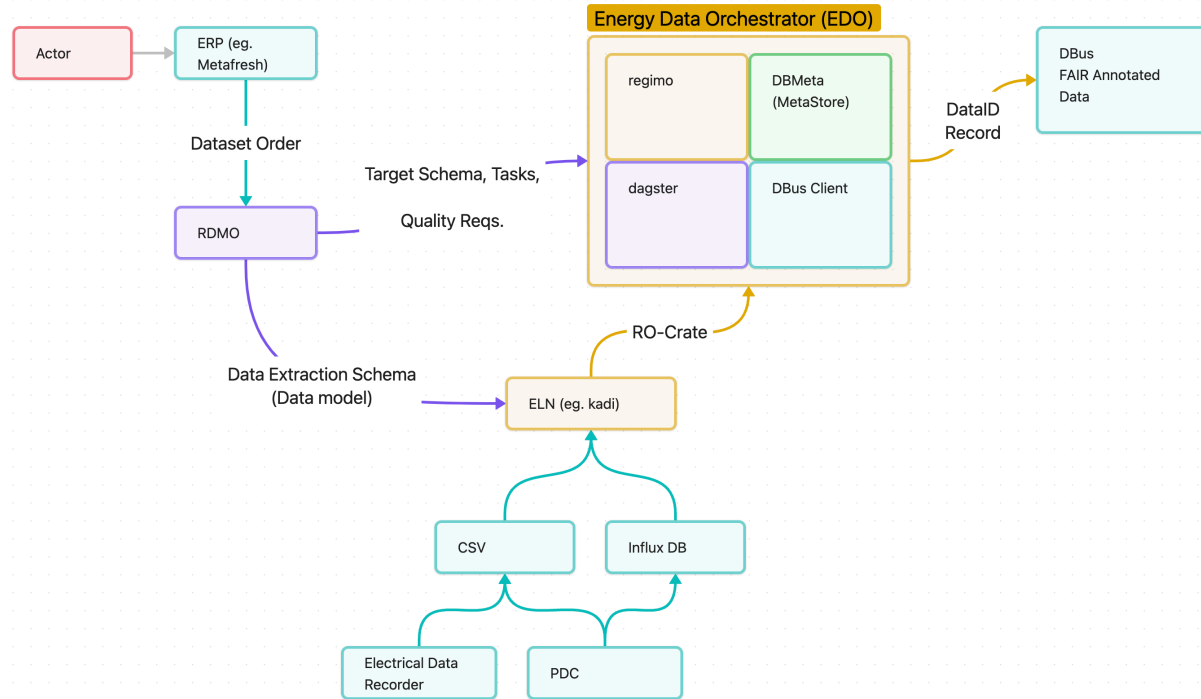 Energy Data Orchestrator (EDO)
Actor
ERP (eg.
Metafresh)
regimo
DBMeta
(MetaStore)
DBus
FAIR Annotated
Data
DataID
Record
Dataset Order
Target Schema, Tasks,
Quality Reqs.
dagster
DBus Client
RDMO
RO-Crate
Data Extraction Schema
(Data model)
ELN (eg. kadi)
CSV
Influx DB
Electrical Data
Recorder
PDC